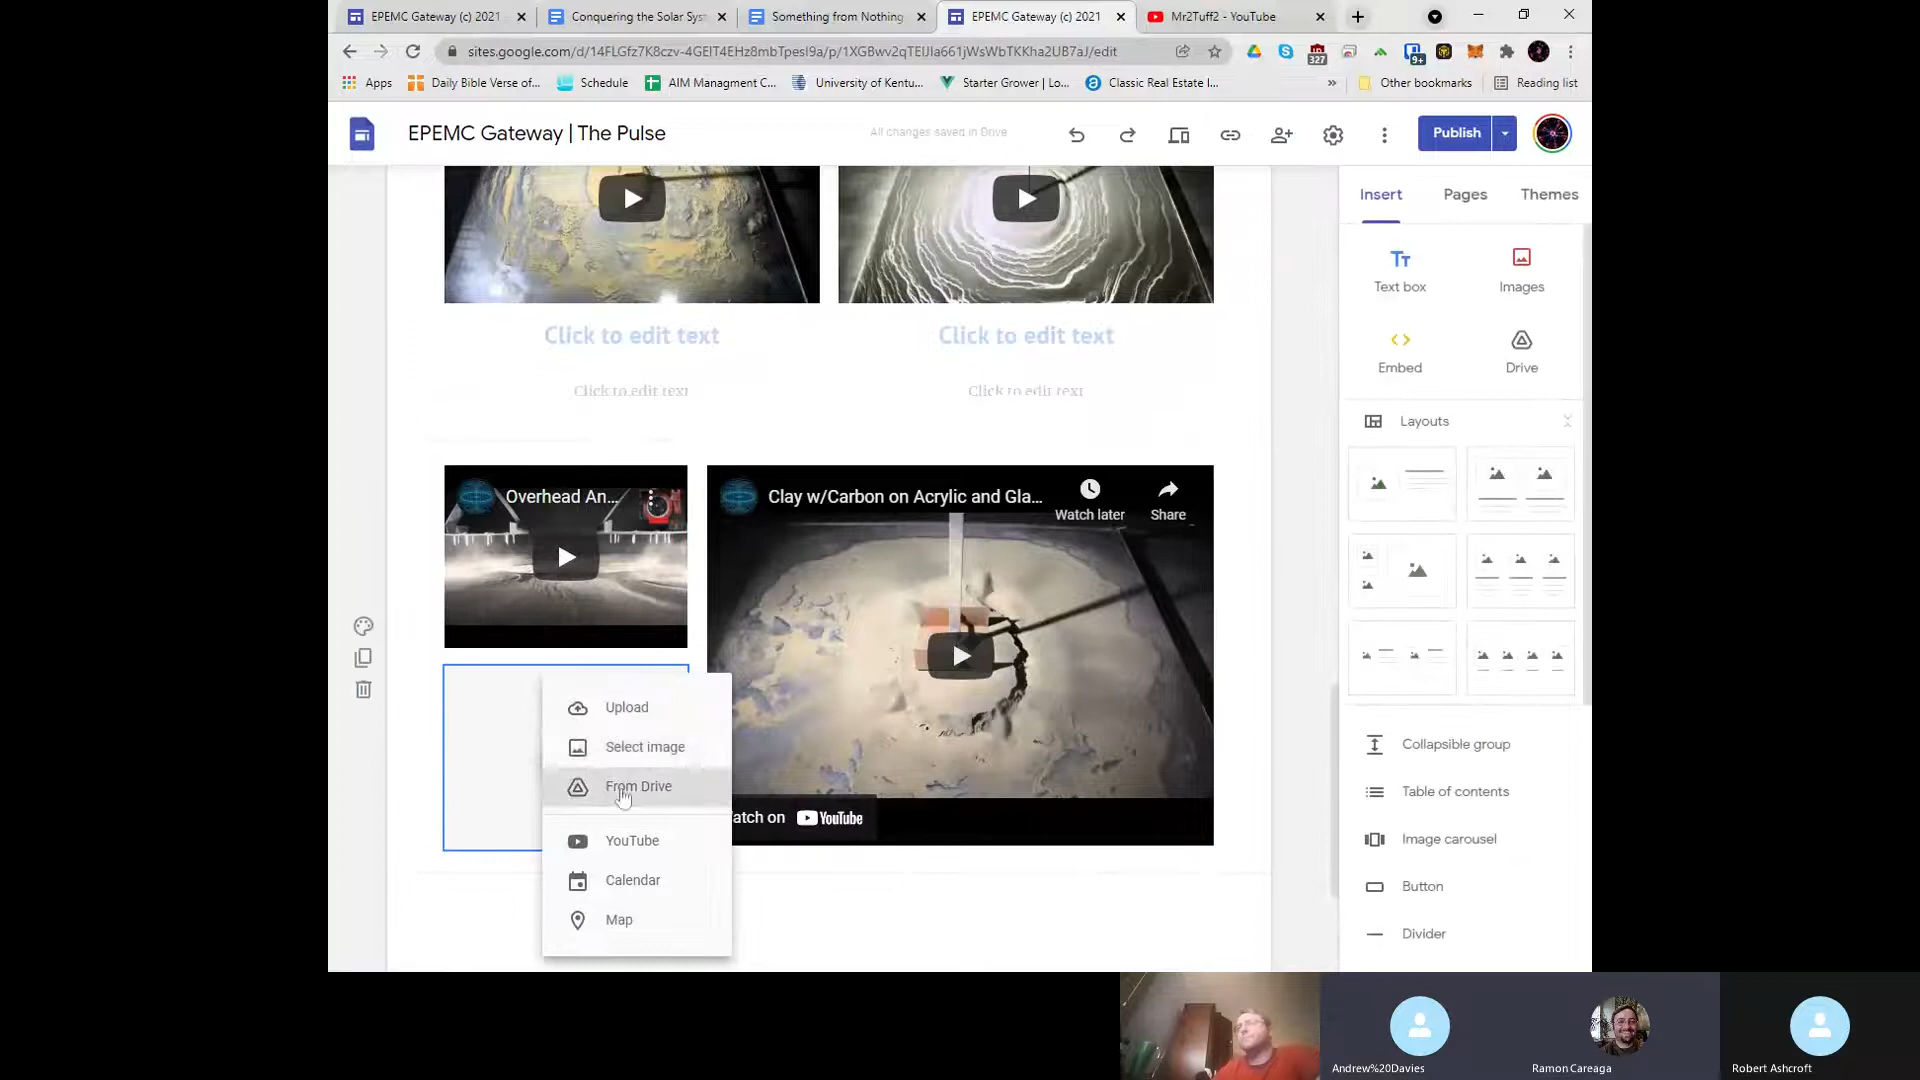 EPEMC Gateway (c) 2021
Conquering the Solar Sys
Something from Nothing
EPEMC Gateway (c) 2021
Mr2Tuff2 - YouTube
sites.google.com/d/14FLGfz7K8czv-4GEIT4EHz8mbTpesI9a/p/1XGBwv2qTEIJIa661jWsWbTKKha2UB7aJ/edit
327
9+
Apps
Daily Bible Verse of...
Schedule
AIM Managment C...
University of Kentu...
Starter Grower | Lo...
Classic Real Estate I...
»
Other bookmarks
Reading list
EPEMC Gateway | The Pulse
All changes saved in Drive
Publish
Insert
Pages
Themes
Text box
Images
Embed
Drive
Layouts
Click to edit text
Click to edit text
Click to edit text
Click to edit text
Overhead An...
Clay w/Carbon on Acrylic and Gla...
Watch later
Share
Upload
Select image
From Drive
YouTube
Calendar
Map
atch on YouTube
Collapsible group
Table of contents
Image carousel
Button
Divider
Andrew%20Davies
Ramon Careaga
Robert Ashcroft